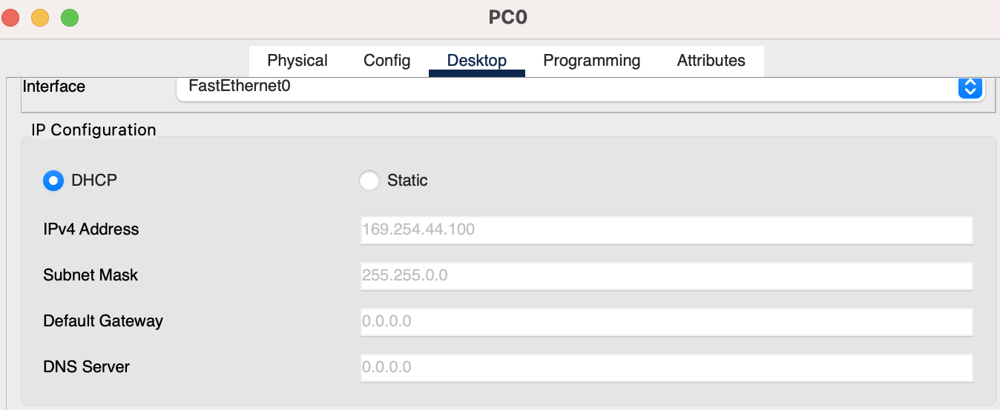 PC0
Physical Config Desktop Programming Attributes
Interface FastEthernet0
IP Configuration
DHCP Static
IPv4 Address 169.254.44.100
Subnet Mask 255.255.0.0
Default Gateway 0.0.0.0
DNS Server 0.0.0.0